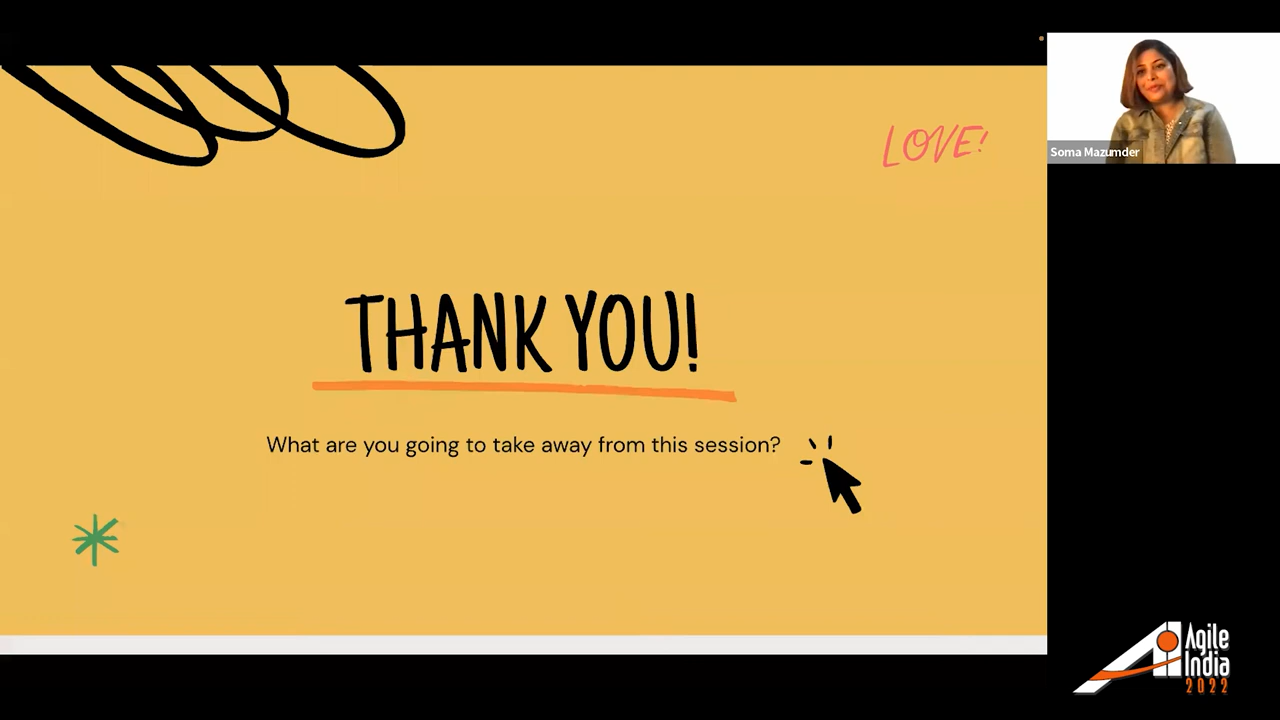 LOVE!
THANK YOU!
What are you going to take away from this session?
Soma Mazumder
Agile
India
2022